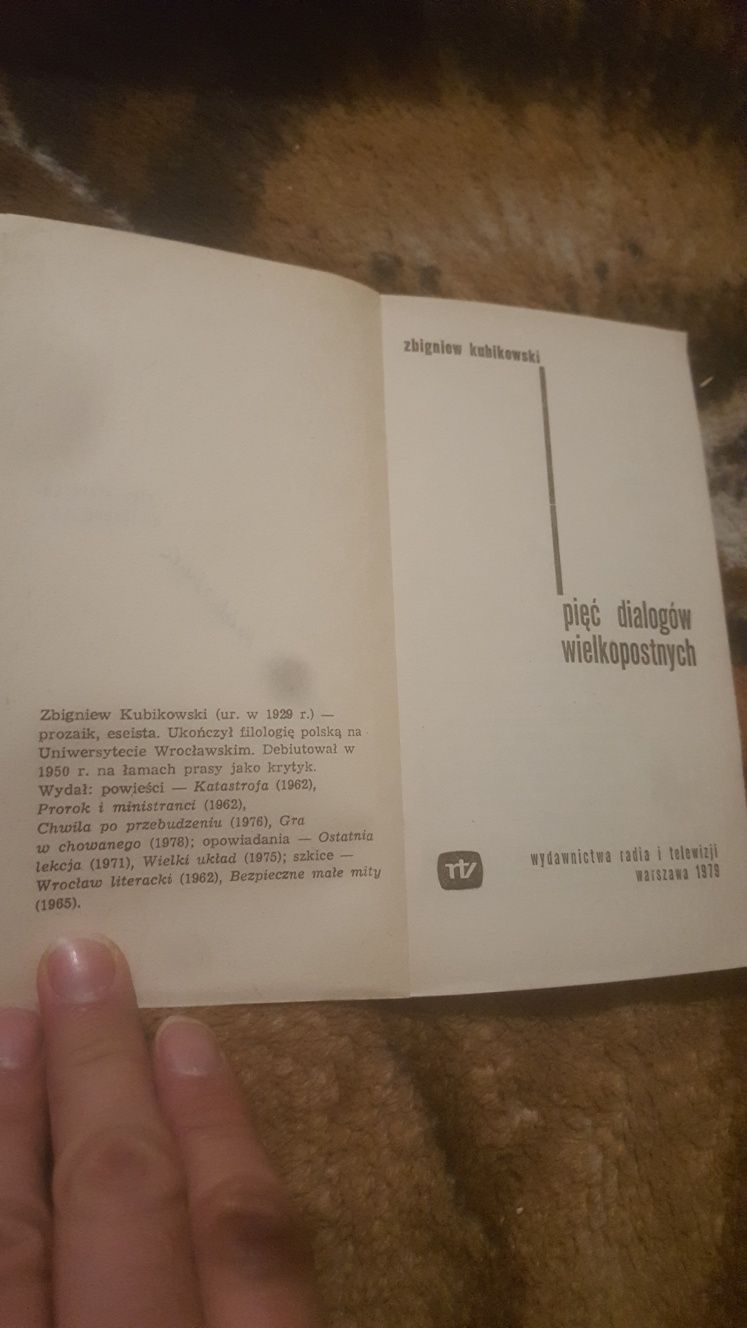 Zbigniew Kubikowski (ur. w 1929 r.) —
prozaik, eseista. Ukończył filologię polską na
Uniwersytecie Wrocławskim. Debiutował w
1950 r. na łamach prasy jako krytyk.
Wydał: powieści — Katastrofa (1962),
Prorok i ministranci (1962),
Chwila po przebudzeniu (1976), Gra
w chowanego (1978); opowiadania — Ostatnia
lekcja (1971), Wielki układ (1975); szkice —
Wrocław literacki (1962), Bezpieczne małe mity
(1965).
zbigniew kubikowski
pięć dialogów
wielkopostnych
rtv
wydawnictwa radia i telewizji
warszawa 1979